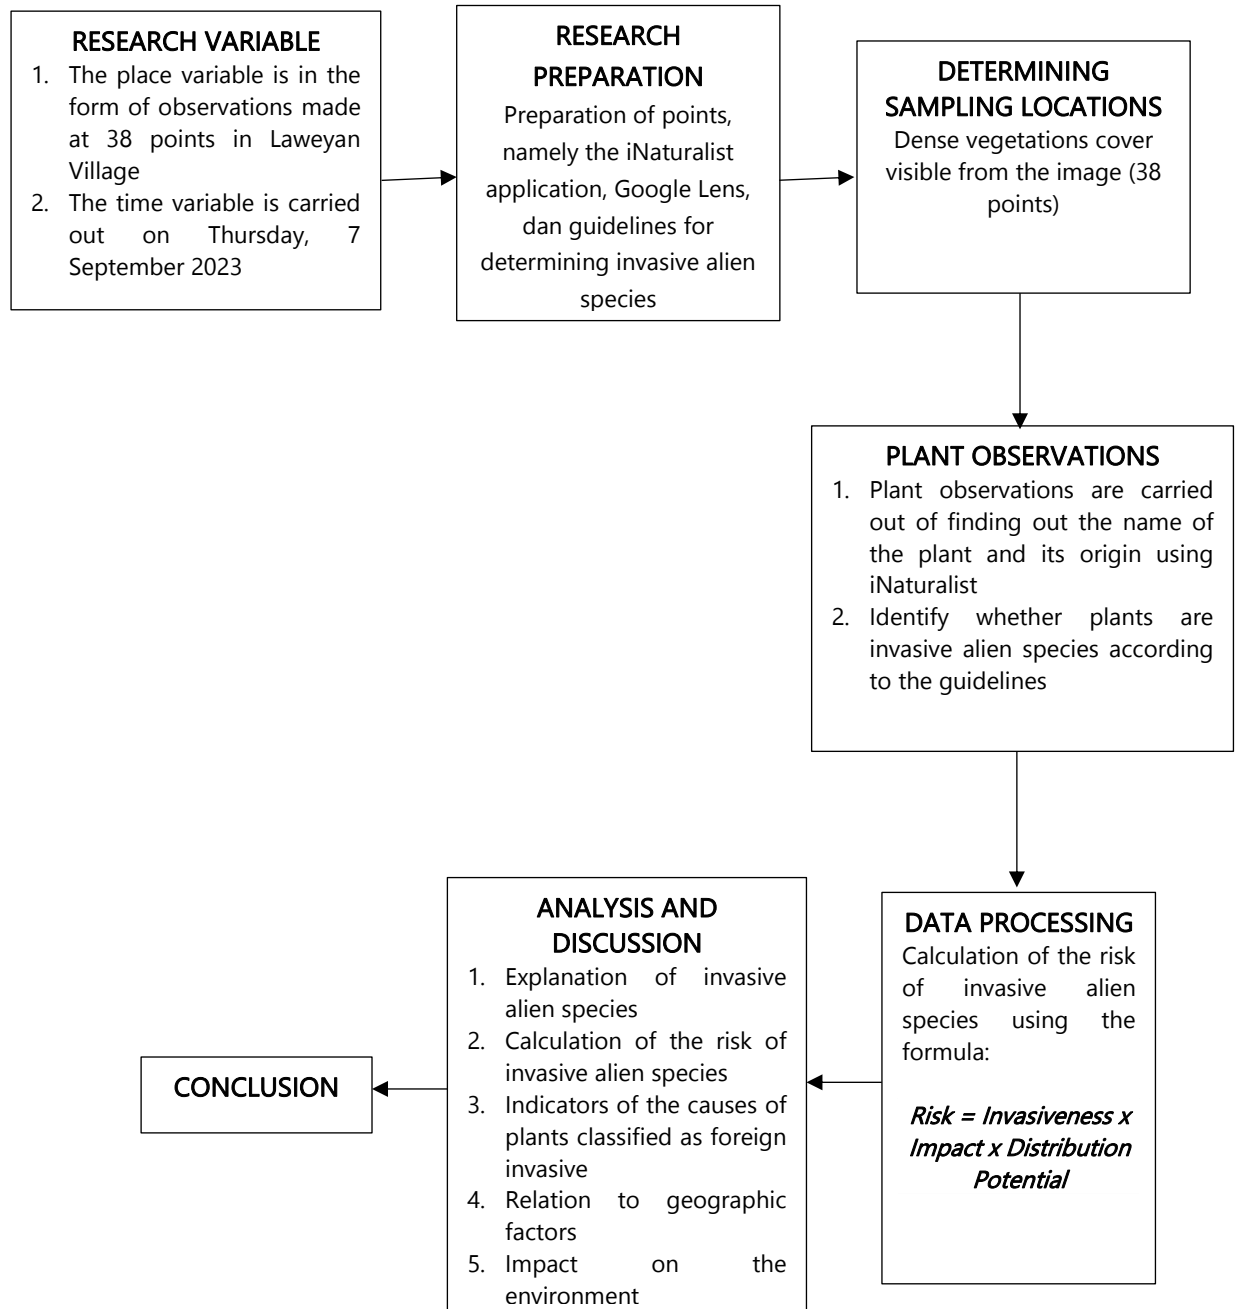 RESEARCH VARIABLE
1. The place variable is in the
form of observations made
at 38 points in Laweyan
Village
2. The time variable is carried
out on Thursday, 7
September 2023
RESEARCH
PREPARATION
Preparation of points,
namely the iNaturalist
application, Google Lens,
dan guidelines for
determining invasive alien
species
DETERMINING
SAMPLING LOCATIONS
Dense vegetations cover
visible from the image (38
points)
PLANT OBSERVATIONS
1. Plant observations are carried
out of finding out the name of
the plant and its origin using
iNaturalist
2. Identify whether plants are
invasive alien species according
to the guidelines
DATA PROCESSING
Calculation of the risk
of invasive alien
species using the
formula:
Risk = Invasiveness x
Impact x Distribution
Potential
ANALYSIS AND
DISCUSSION
1. Explanation of invasive
alien species
2. Calculation of the risk of
invasive alien species
3. Indicators of the causes of
plants classified as foreign
invasive
4. Relation to geographic
factors
5. Impact on the
environment
CONCLUSION